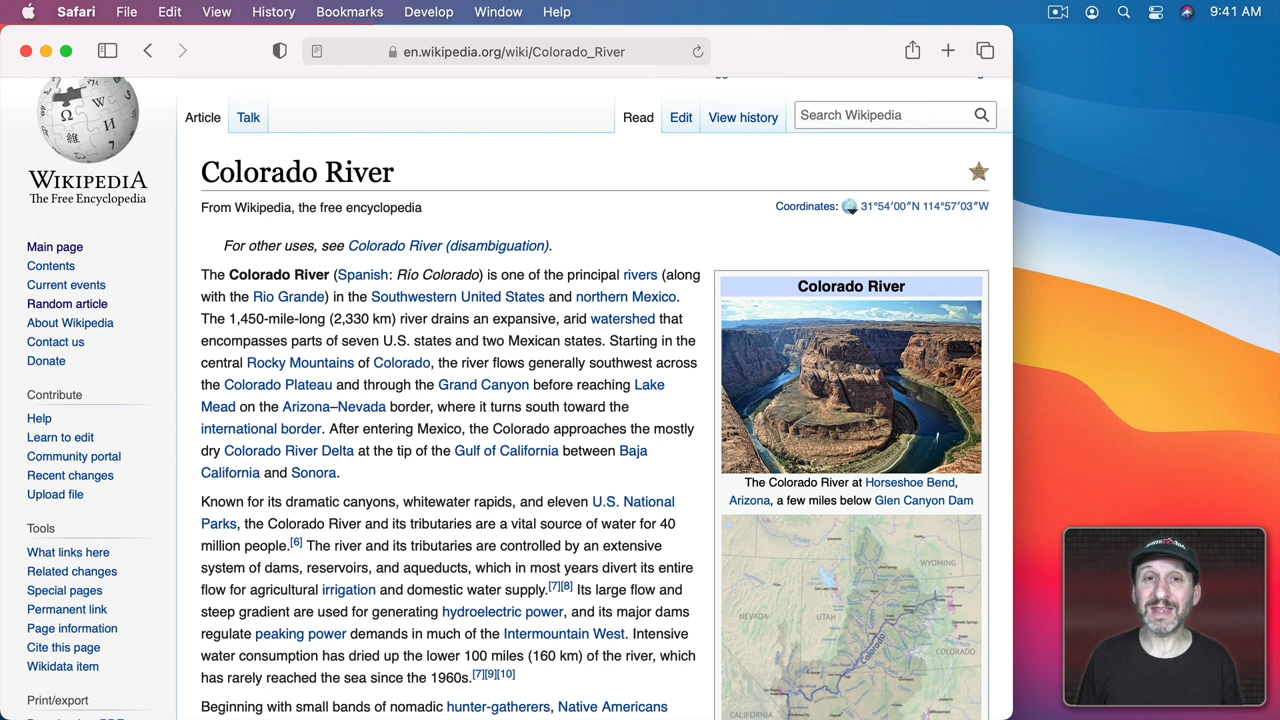 Safari File Edit View History Bookmarks Develop Window Help 9:41 AM
en.wikipedia.org/wiki/Colorado_River
Article Talk Read Edit View history Search Wikipedia
WIKIPEDIA
The Free Encyclopedia
Main page
Contents
Current events
Random article
About Wikipedia
Contact us
Donate
Contribute
Help
Learn to edit
Community portal
Recent changes
Upload file
Tools
What links here
Related changes
Special pages
Permanent link
Page information
Cite this page
Wikidata item
Print/export
Colorado River
From Wikipedia, the free encyclopedia
Coordinates: 31°54′00″N 114°57′03″W
For other uses, see Colorado River (disambiguation).
The Colorado River (Spanish: Río Colorado) is one of the principal rivers (along
with the Rio Grande) in the Southwestern United States and northern Mexico.
The 1,450-mile-long (2,330 km) river drains an expansive, arid watershed that
encompasses parts of seven U.S. states and two Mexican states. Starting in the
central Rocky Mountains of Colorado, the river flows generally southwest across
the Colorado Plateau and through the Grand Canyon before reaching Lake
Mead on the Arizona–Nevada border, where it turns south toward the
international border. After entering Mexico, the Colorado approaches the mostly
dry Colorado River Delta at the tip of the Gulf of California between Baja
California and Sonora.
Known for its dramatic canyons, whitewater rapids, and eleven U.S. National
Parks, the Colorado River and its tributaries are a vital source of water for 40
million people.[6] The river and its tributaries are controlled by an extensive
system of dams, reservoirs, and aqueducts, which in most years divert its entire
flow for agricultural irrigation and domestic water supply.[7][8] Its large flow and
steep gradient are used for generating hydroelectric power, and its major dams
regulate peaking power demands in much of the Intermountain West. Intensive
water consumption has dried up the lower 100 miles (160 km) of the river, which
has rarely reached the sea since the 1960s.[7][9][10]
Beginning with small bands of nomadic hunter-gatherers, Native Americans
Colorado River
The Colorado River at Horseshoe Bend,
Arizona, a few miles below Glen Canyon Dam
WYOMING
NEVADA
UTAH
COLORADO
Colorado
CALIFORNIA